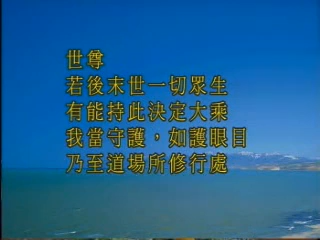 世尊
若後末世一切眾生
有能持此決定大乘
我當守護，如護眼目
乃至道場所修行處